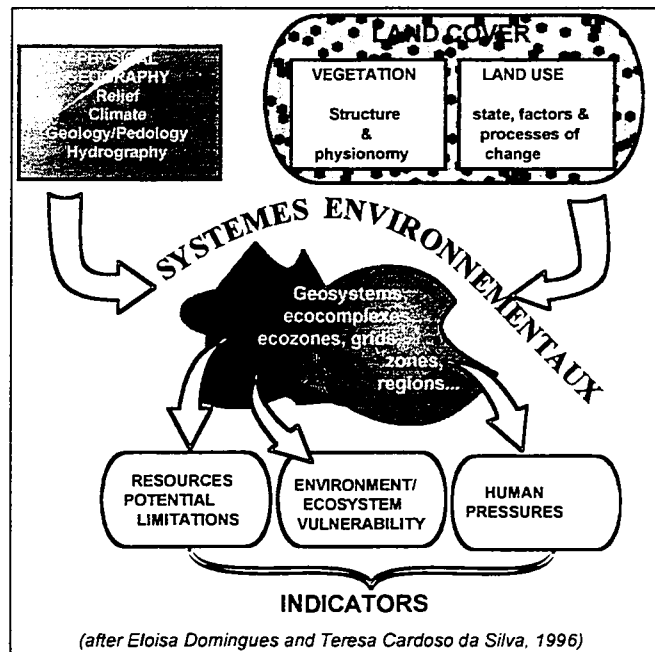 PHYSICAL
GEOGRAPHY
Relief
Climate
Geology/Pedology
Hydrography
LAND COVER
VEGETATION
Structure
&
physionomy
LAND USE
state, factors &
processes of
change
SYSTEMES ENVIRONNEMENTAUX
Geosystems
ecocomplexes,
ecozones, grids,
zones,
regions...
RESOURCES
POTENTIAL
LIMITATIONS
ENVIRONMENT/
ECOSYSTEM
VULNERABILITY
HUMAN
PRESSURES
INDICATORS
(after Eloisa Domingues and Teresa Cardoso da Silva, 1996)